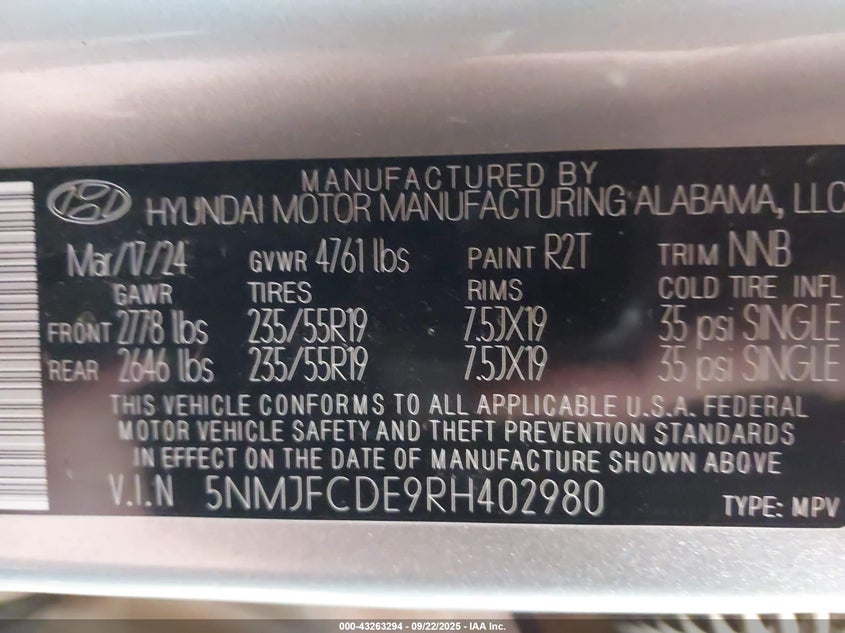 MANUFACTURED BY
HYUNDAI MOTOR MANUFACTURING ALABAMA, LLC
Mar/17/24 GVWR 4761 lbs PAINT R2T TRIM NNB
GAWR TIRES RIMS COLD TIRE INFL
FRONT 2778 lbs 235/55R19 7.5JX19 35 psi SINGLE
REAR 2646 lbs 235/55R19 7.5JX19 35 psi SINGLE
THIS VEHICLE CONFORMS TO ALL APPLICABLE U.S.A. FEDERAL
MOTOR VEHICLE SAFETY AND THEFT PREVENTION STANDARDS
IN EFFECT ON THE DATE OF MANUFACTURE SHOWN ABOVE
V.I.N 5NMJFCDE9RH402980 TYPE: MPV
000-43263294 - 09/22/2025 - IAA Inc.